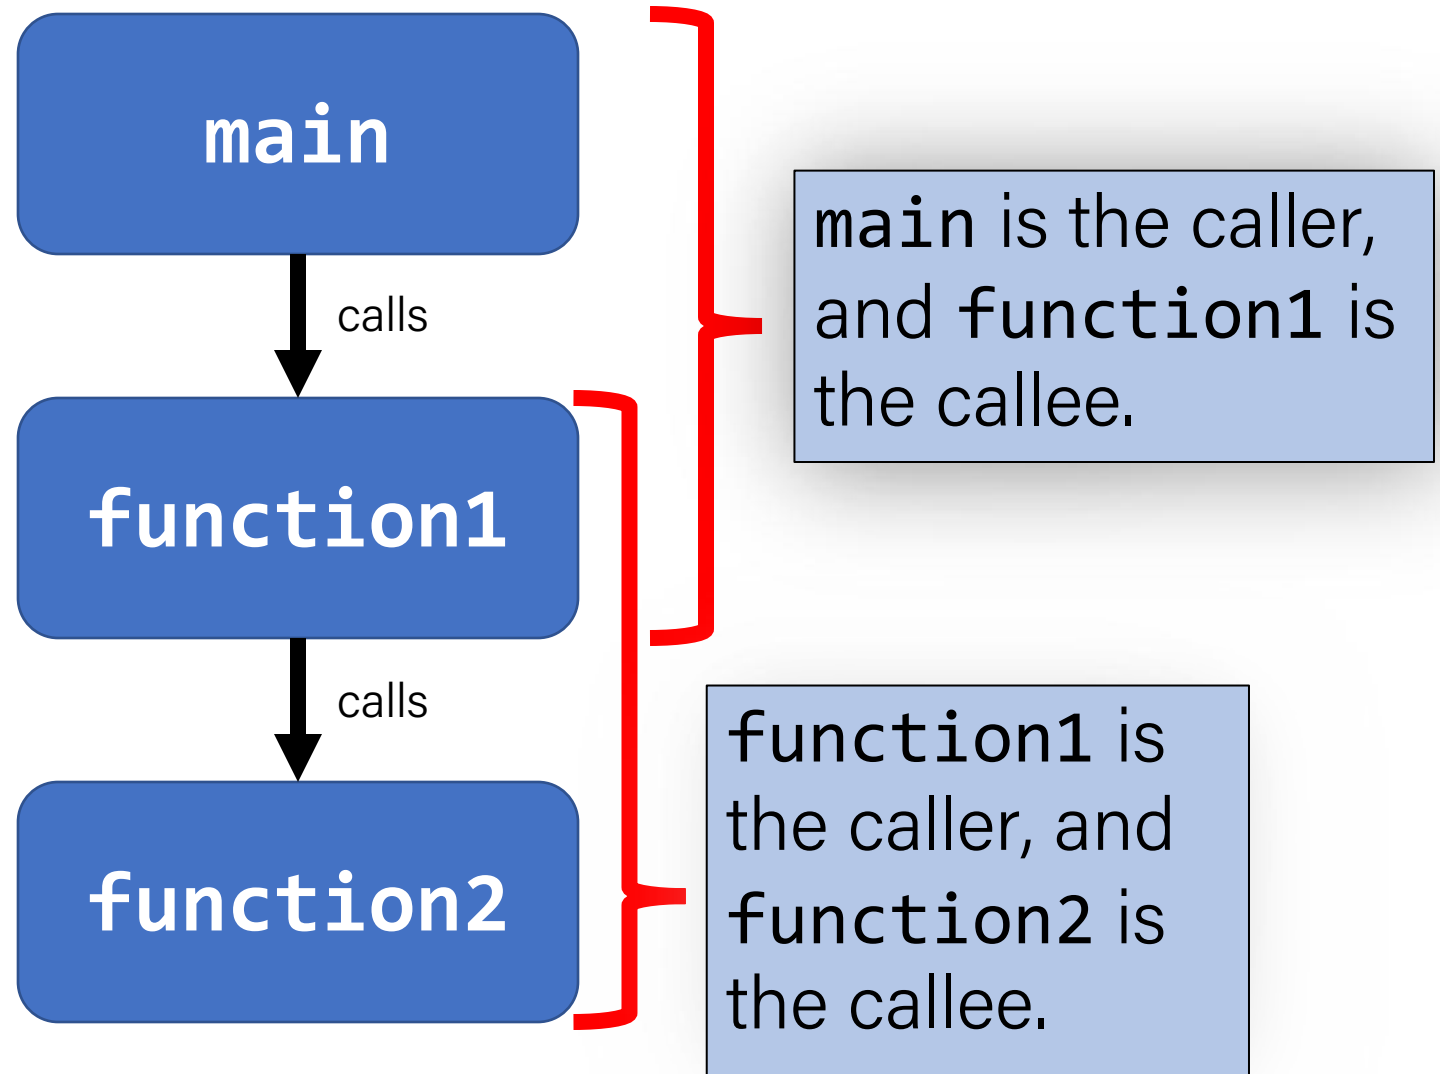 main
calls
function1
calls
function2
main is the caller,
and function1 is
the callee.
function1 is
the caller, and
function2 is
the callee.